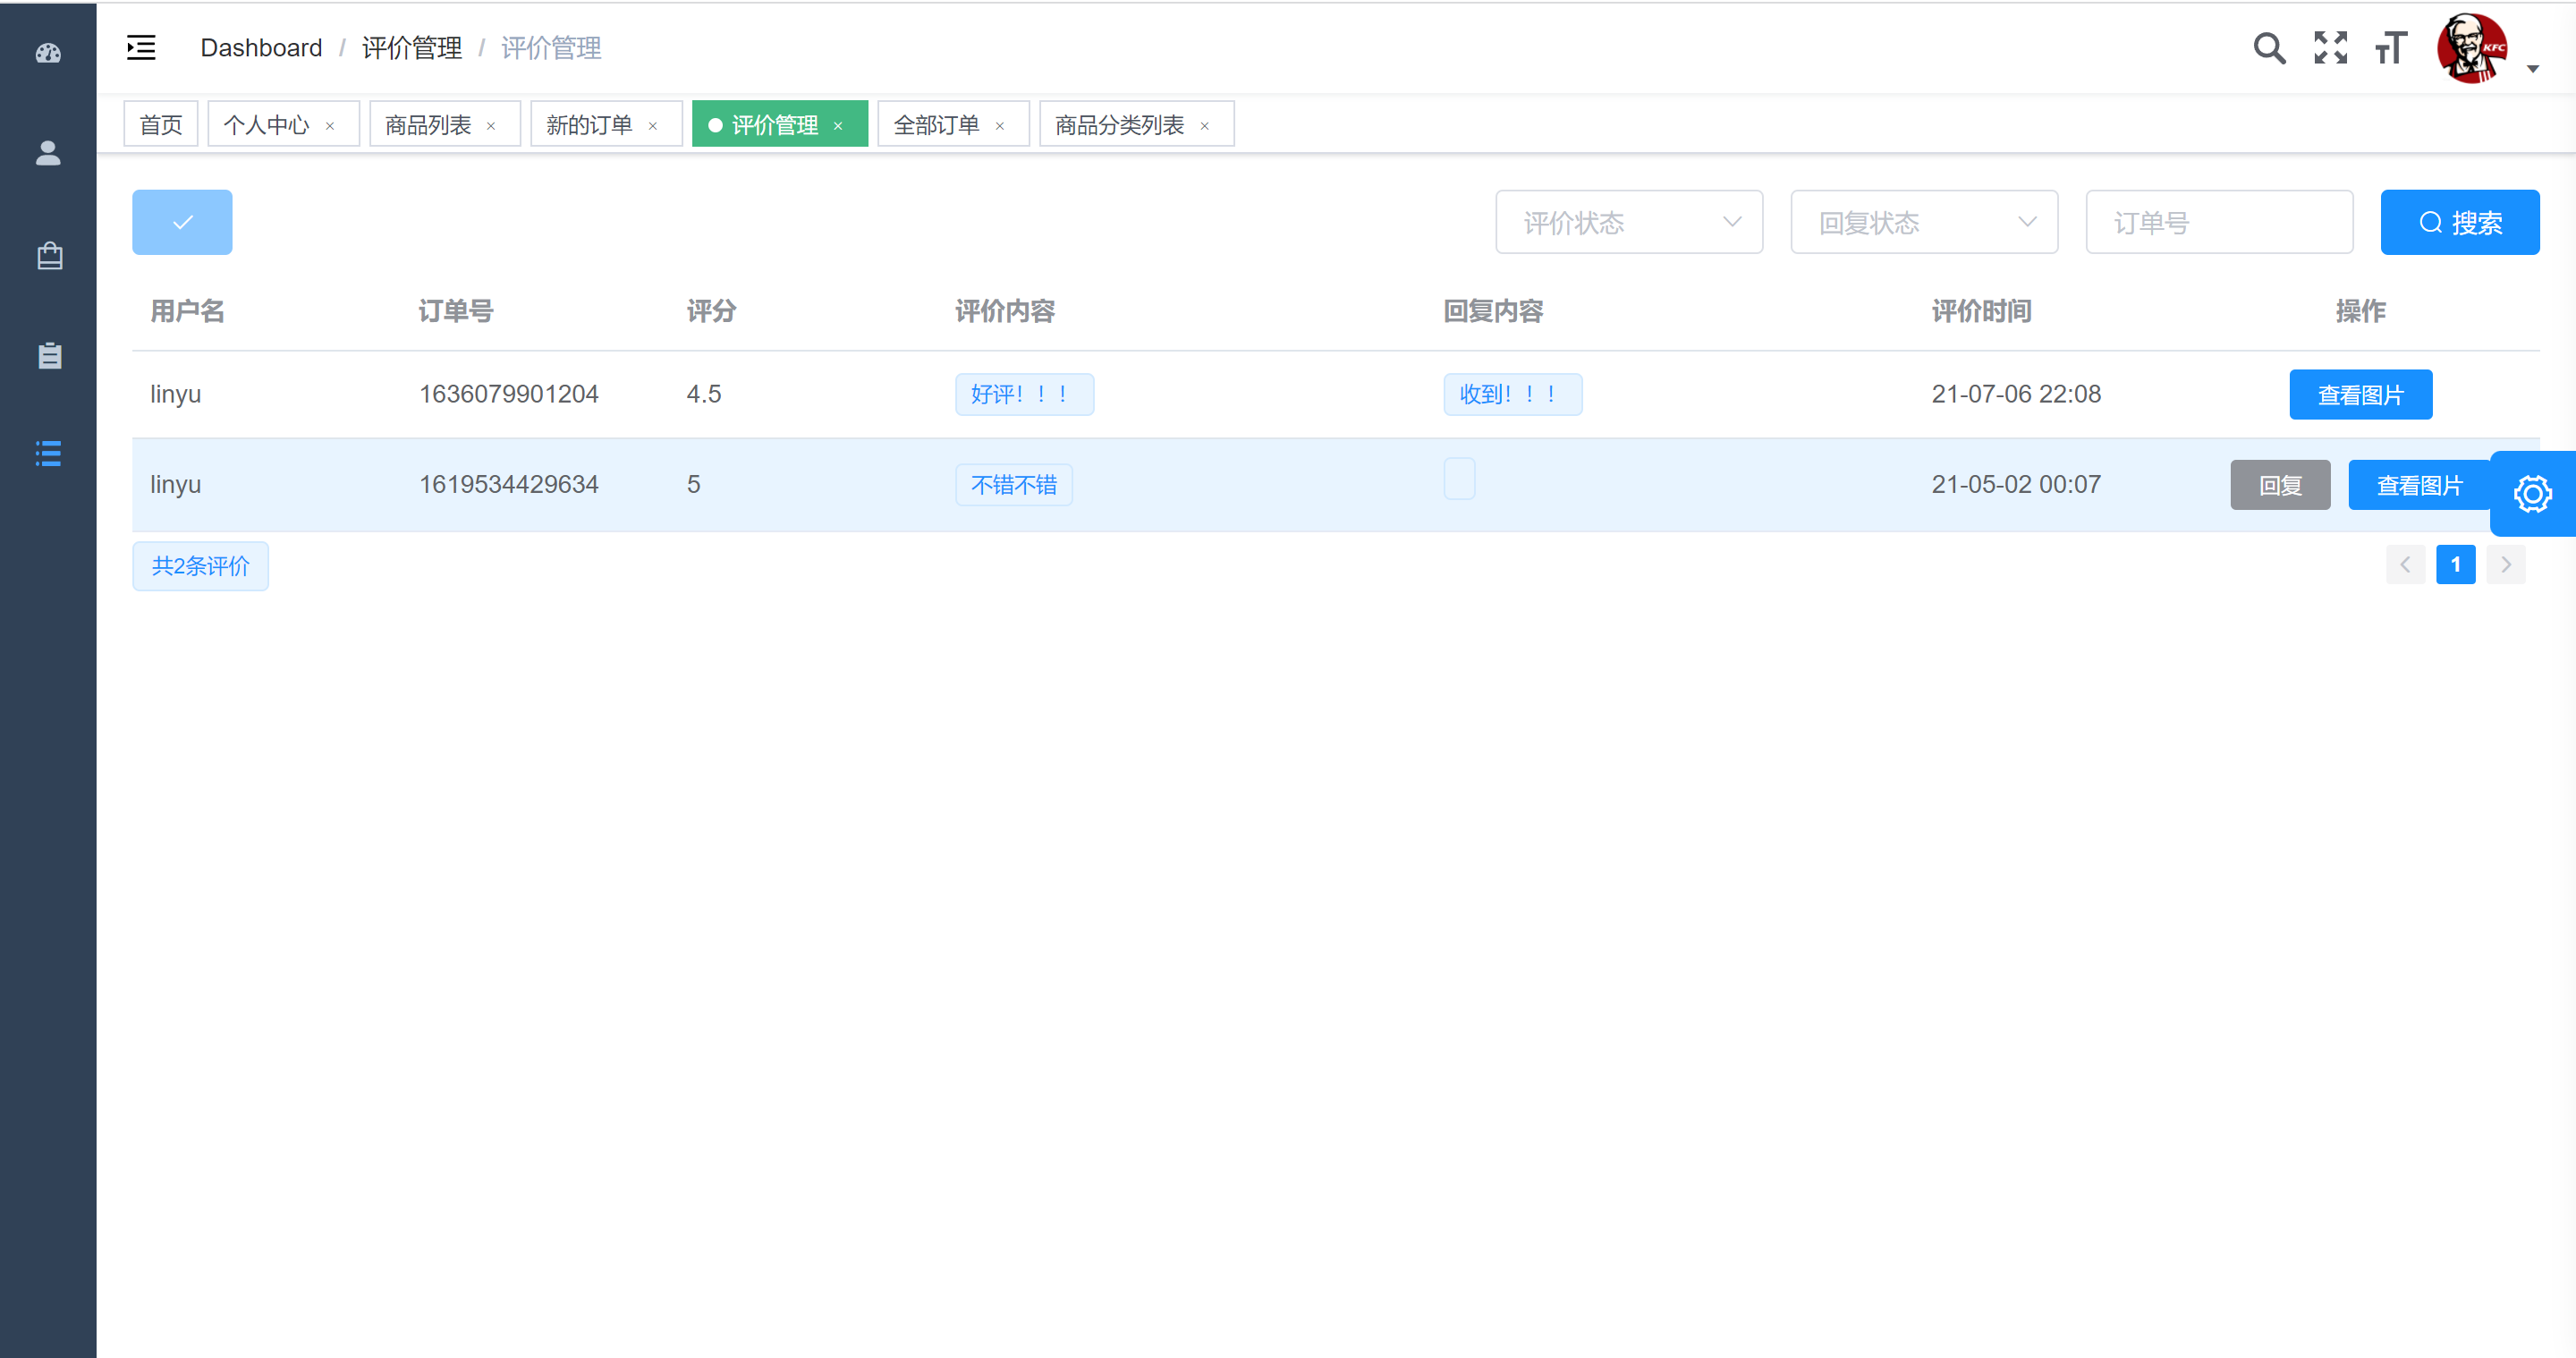 Dashboard / 评价管理 / 评价管理
KFC
首页 个人中心 × 商品列表 × 新的订单 × 评价管理 × 全部订单 × 商品分类列表 ×
评价状态 回复状态 订单号 搜索
用户名 订单号 评分 评价内容 回复内容 评价时间 操作
linyu 1636079901204 4.5 好评！！！ 收到！！！ 21-07-06 22:08 查看图片
linyu 1619534429634 5 不错不错 21-05-02 00:07 回复 查看图片
共2条评价 1